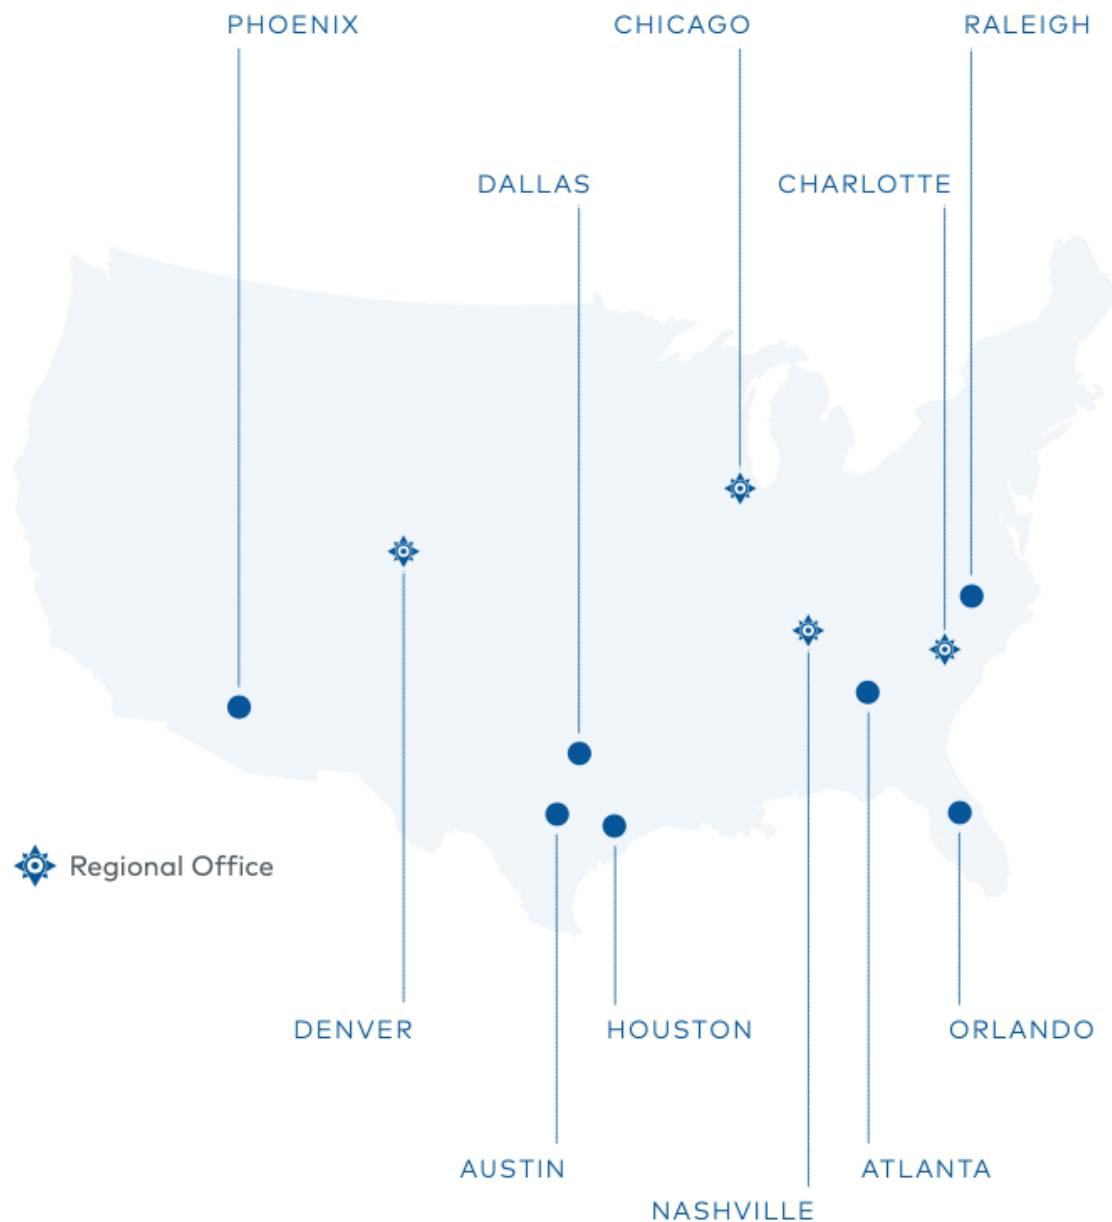 PHOENIX
CHICAGO
RALEIGH
DALLAS
CHARLOTTE
Regional Office
DENVER
HOUSTON
ORLANDO
AUSTIN
ATLANTA
NASHVILLE